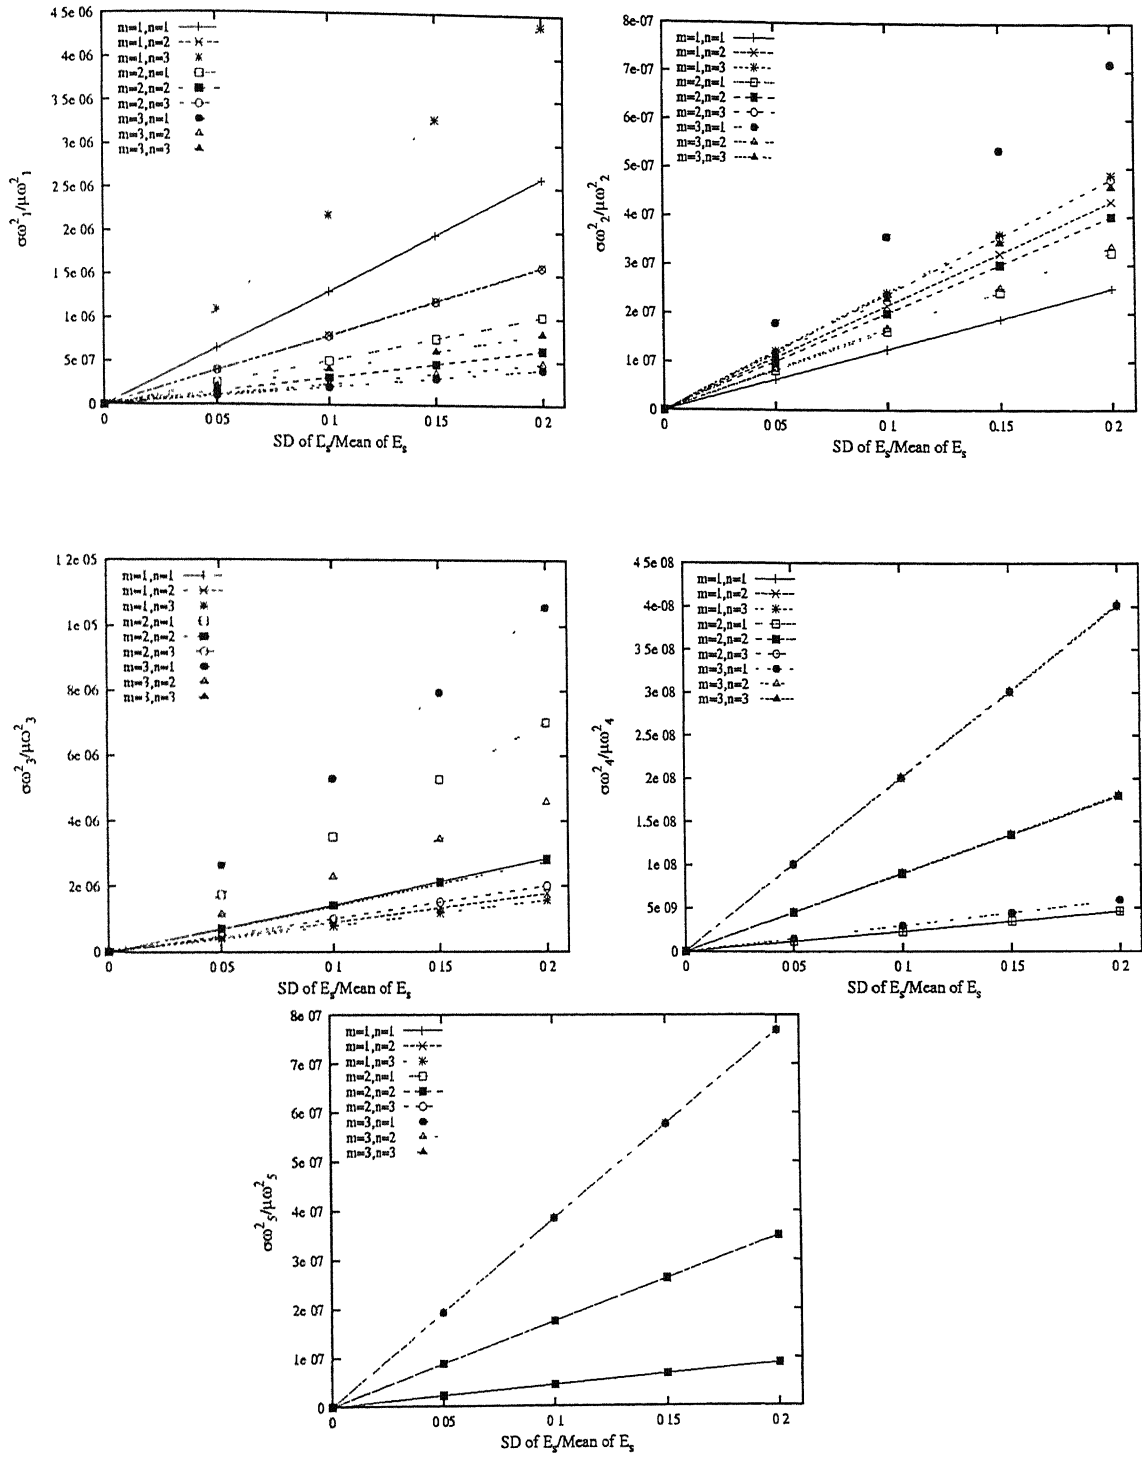 4 5e 06
4e 06
3 5e 06
3e 06
2 5e 06
2e 06
1 5e 06
1e 06
5e 07
0
m=1,n=1
m=1,n=2
m=1,n=3
m=2,n=1
m=2,n=2
m=2,n=3
m=3,n=1
m=3,n=2
m=3,n=3
σω²₁/μω²₁
0 0 05 0 1 0 15 0 2
SD of Es/Mean of Es
8e-07
7e-07
6e-07
5e-07
4e 07
3e 07
2e 07
1e 07
0
m=1,n=1
m=1,n=2
m=1,n=3
m=2,n=1
m=2,n=2
m=2,n=3
m=3,n=1
m=3,n=2
m=3,n=3
σω²₂/μω²₂
0 0 05 0 1 0.15 0.2
SD of Es/Mean of Es
1 2e 05
1e 05
8e 06
6e 06
4e 06
2e 06
0
m=1,n=1
m=1,n=2
m=1,n=3
m=2,n=1
m=2,n=2
m=2,n=3
m=3,n=1
m=3,n=2
m=3,n=3
σω²₃/μω²₃
0 0 05 0 1 0 15 0 2
SD of Es/Mean of Es
4 5e 08
4e-08
3.5e 08
3e 08
2.5e 08
2e 08
1.5e 08
1e 08
5e 09
0
m=1,n=1
m=1,n=2
m=1,n=3
m=2,n=1
m=2,n=2
m=2,n=3
m=3,n=1
m=3,n=2
m=3,n=3
σω²₄/μω²₄
0 0 05 0.1 0 15 0 2
SD of Es/Mean of Es
8e 07
7e 07
6e 07
5e 07
4e 07
3e 07
2e 07
1e 07
0
m=1,n=1
m=1,n=2
m=1,n=3
m=2,n=1
m=2,n=2
m=2,n=3
m=3,n=1
m=3,n=2
m=3,n=3
σω²₅/μω²₅
0 0 05 0 1 0 15 0 2
SD of Es/Mean of Es